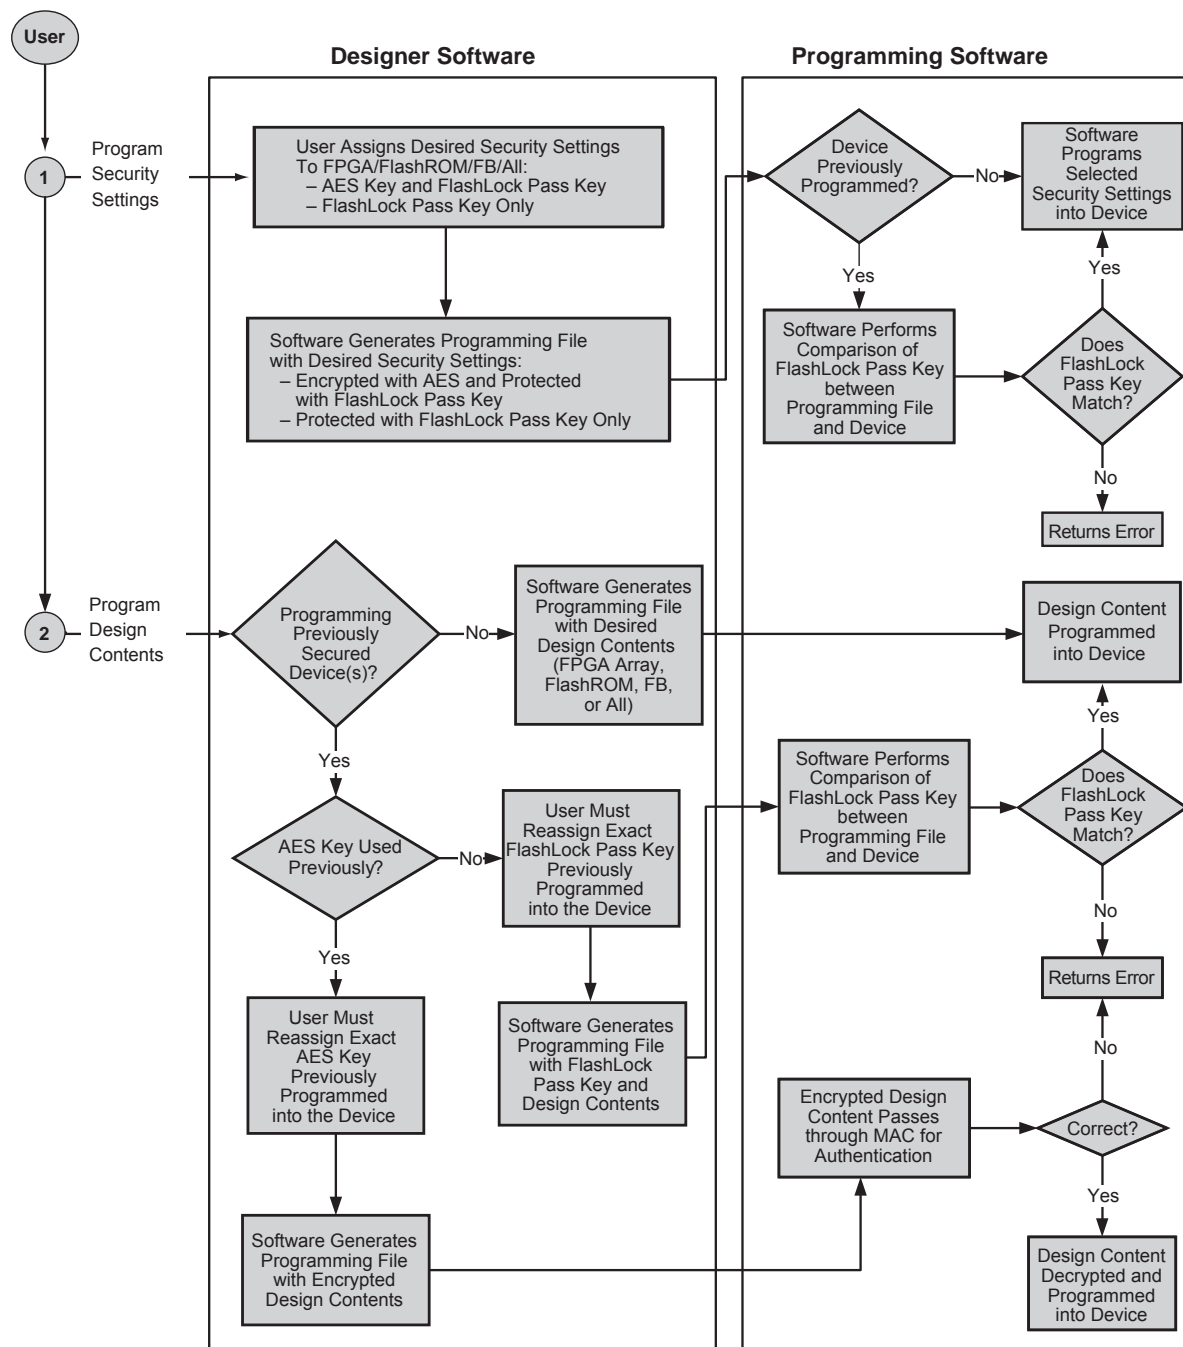 User
Designer Software
Programming Software
1
Program
Security
Settings
User Assigns Desired Security Settings
To FPGA/FlashROM/FB/All:
– AES Key and FlashLock Pass Key
– FlashLock Pass Key Only
Device
Previously
Programmed?
No
Software
Programs
Selected
Security Settings
into Device
Yes
Yes
Software Generates Programming File
with Desired Security Settings:
– Encrypted with AES and Protected
with FlashLock Pass Key
– Protected with FlashLock Pass Key Only
Software Performs
Comparison of
FlashLock Pass Key
between
Programming File
and Device
Does
FlashLock
Pass Key
Match?
No
Returns Error
2
Program
Design
Contents
Programming
Previously
Secured
Device(s)?
No
Software Generates
Programming File
with Desired
Design Contents
(FPGA Array,
FlashROM, FB,
or All)
Design Content
Programmed
into Device
Yes
Yes
AES Key Used
Previously?
No
User Must
Reassign Exact
FlashLock Pass Key
Previously
Programmed
into the Device
Software Performs
Comparison of
FlashLock Pass Key
between
Programming File
and Device
Does
FlashLock
Pass Key
Match?
No
Returns Error
Yes
User Must
Reassign Exact
AES Key
Previously
Programmed
into the Device
Software Generates
Programming File
with FlashLock
Pass Key and
Design Contents
No
Encrypted Design
Content Passes
through MAC for
Authentication
Correct?
Yes
Software Generates
Programming File
with Encrypted
Design Contents
Design Content
Decrypted and
Programmed
into Device